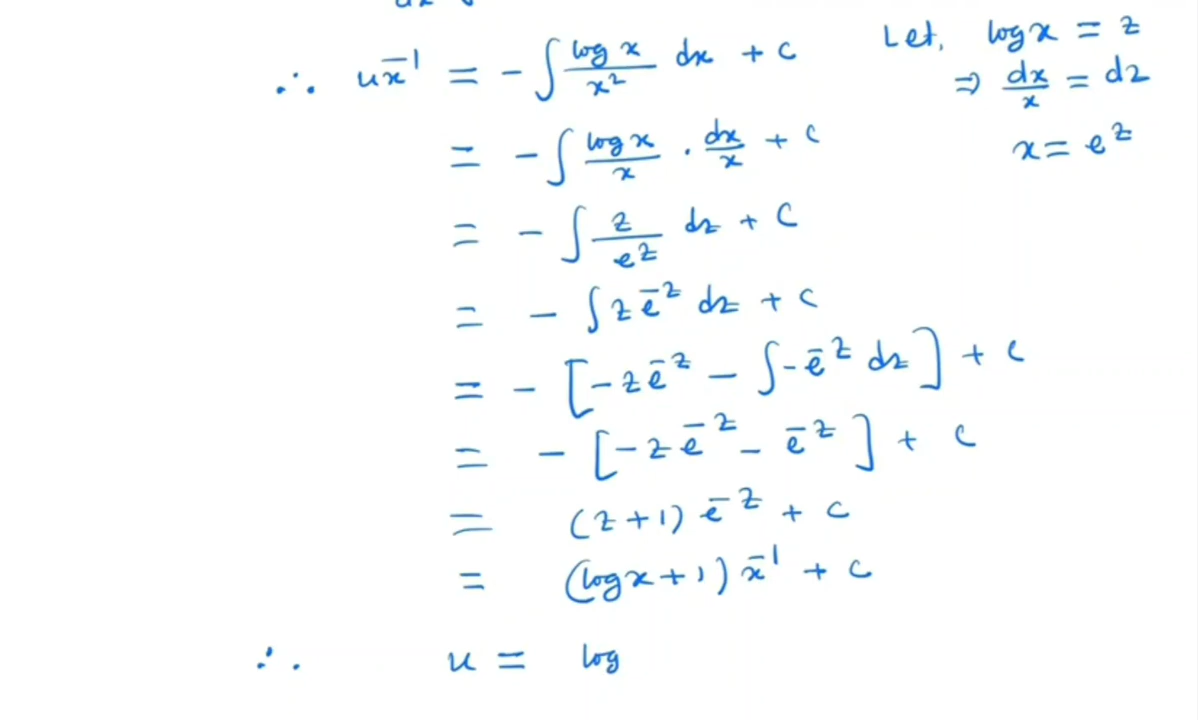 ∴ ux⁻¹ = - ∫ log x / x² dx + c
Let, log x = z
⇒ dx/x = dz
x = e^z
= - ∫ log x / x · dx/x + c
= - ∫ z / e^z dz + c
= - ∫ z e^-z dz + c
= - [-z e^-z - ∫ -e^-z dz] + c
= - [-z e^-z - e^-z] + c
= (z+1) e^-z + c
= (log x + 1) x⁻¹ + c
∴ u = log